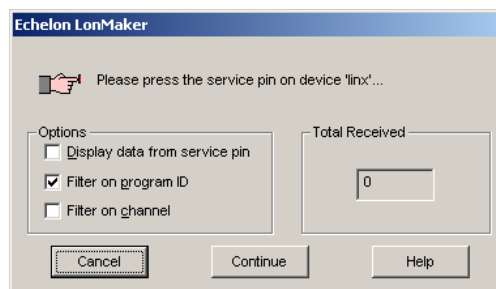 Echelon LonMaker
Please press the service pin on device 'linx'...
Options
Display data from service pin
Filter on program ID
Filter on channel
Total Received
0
Cancel
Continue
Help